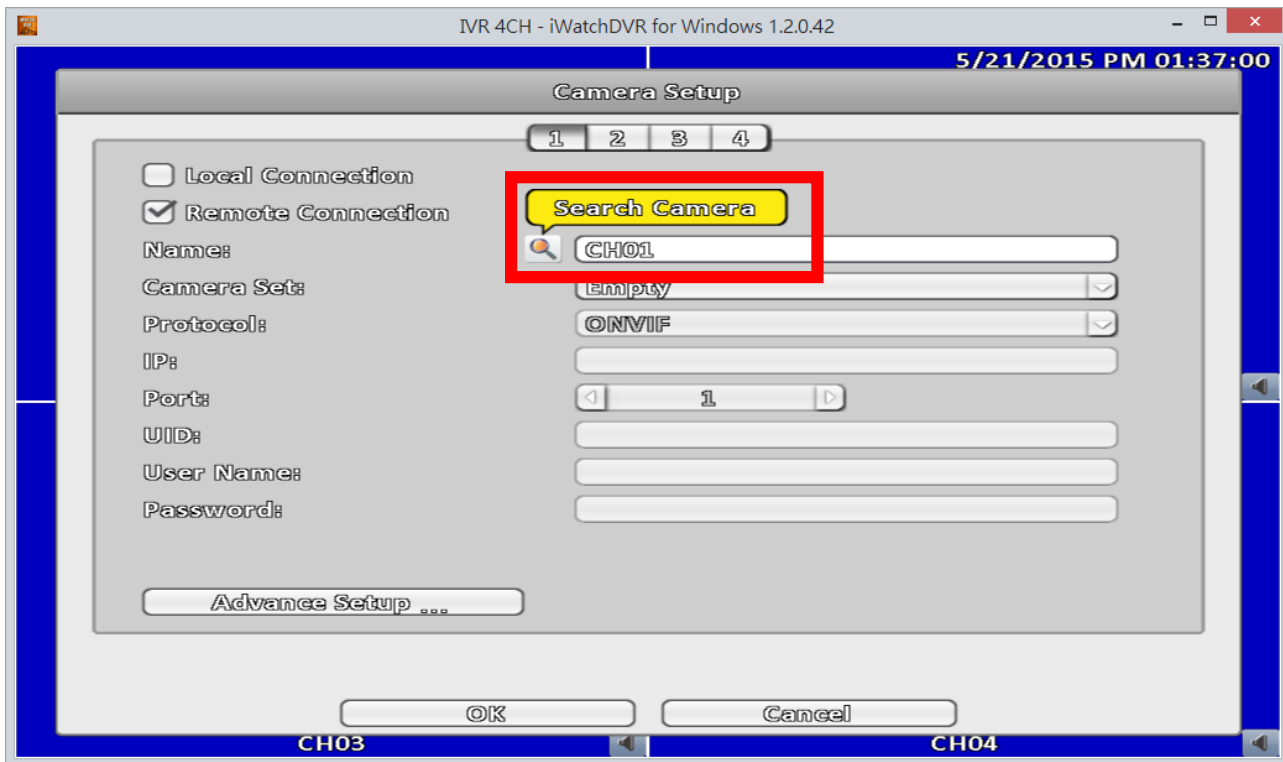 IVR 4CH - iWatchDVR for Windows 1.2.0.42
5/21/2015 PM 01:37:00
Camera Setup
1 2 3 4
Local Connection
Remote Connection
Search Camera
Name: CH01
Camera Set: Empty
Protocol: ONVIF
IP:
Port: 1
UID:
User Name:
Password:
Advance Setup ...
OK Cancel
CH03 CH04